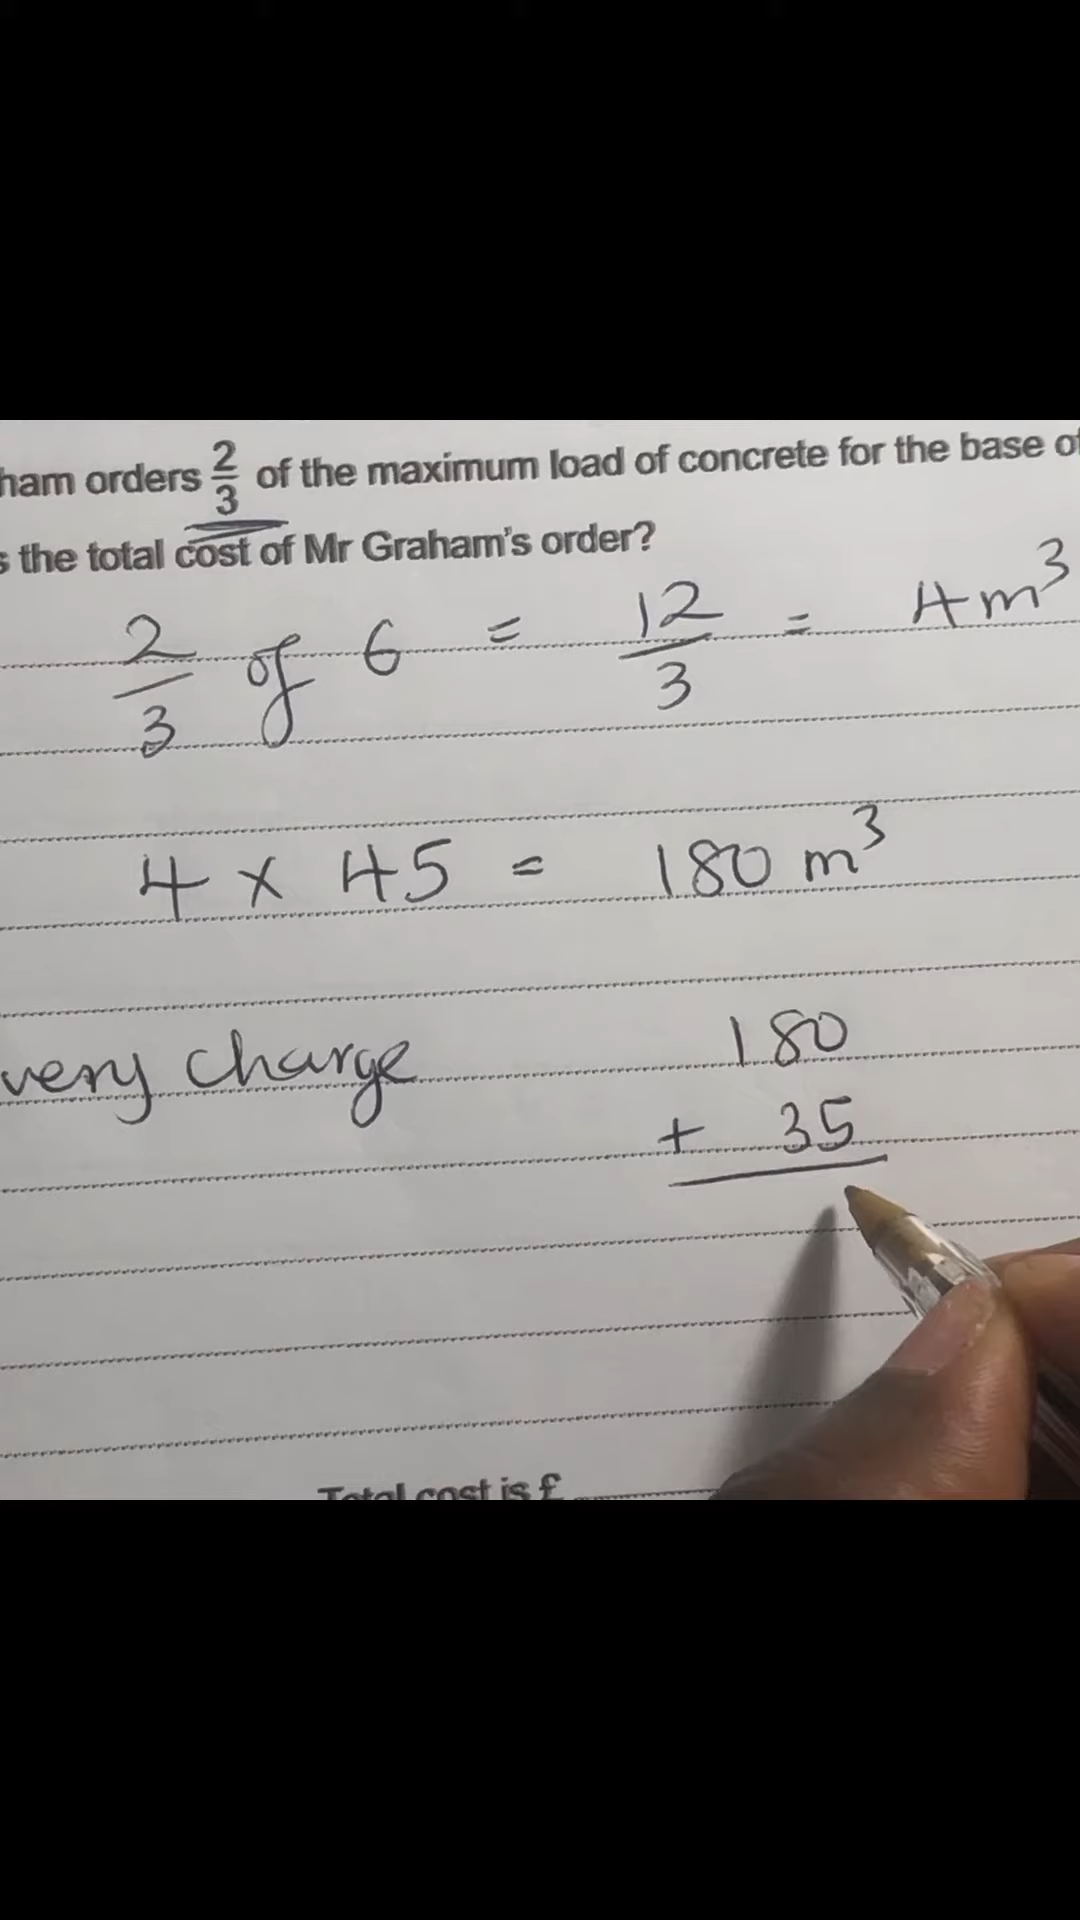 ham orders 2/3 of the maximum load of concrete for the base of
s the total cost of Mr Graham's order?
2/3 of 6 = 12/3 = 4m³
4 x 45 = 180 m³
very charge
180
+ 35
Total cost is £